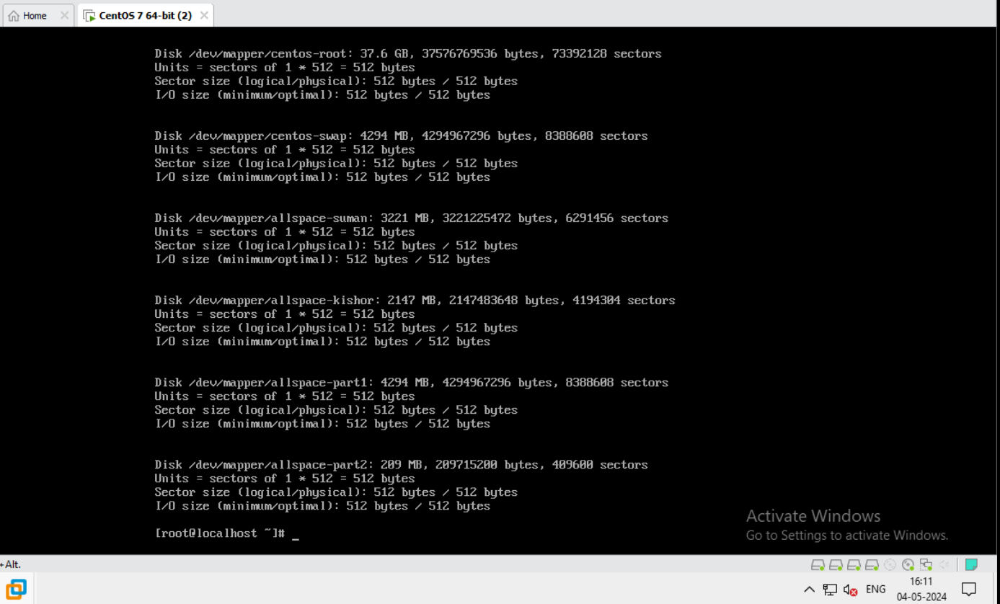 Home
CentOS 7 64-bit (2)
Disk /dev/mapper/centos-root: 37.6 GB, 37576769536 bytes, 73392128 sectors
Units = sectors of 1 * 512 = 512 bytes
Sector size (logical/physical): 512 bytes / 512 bytes
I/O size (minimum/optimal): 512 bytes / 512 bytes
Disk /dev/mapper/centos-swap: 4294 MB, 4294967296 bytes, 8388608 sectors
Units = sectors of 1 * 512 = 512 bytes
Sector size (logical/physical): 512 bytes / 512 bytes
I/O size (minimum/optimal): 512 bytes / 512 bytes
Disk /dev/mapper/allspace-suman: 3221 MB, 3221225472 bytes, 6291456 sectors
Units = sectors of 1 * 512 = 512 bytes
Sector size (logical/physical): 512 bytes / 512 bytes
I/O size (minimum/optimal): 512 bytes / 512 bytes
Disk /dev/mapper/allspace-kishor: 2147 MB, 2147483648 bytes, 4194304 sectors
Units = sectors of 1 * 512 = 512 bytes
Sector size (logical/physical): 512 bytes / 512 bytes
I/O size (minimum/optimal): 512 bytes / 512 bytes
Disk /dev/mapper/allspace-part1: 4294 MB, 4294967296 bytes, 8388608 sectors
Units = sectors of 1 * 512 = 512 bytes
Sector size (logical/physical): 512 bytes / 512 bytes
I/O size (minimum/optimal): 512 bytes / 512 bytes
Disk /dev/mapper/allspace-part2: 209 MB, 209715200 bytes, 409600 sectors
Units = sectors of 1 * 512 = 512 bytes
Sector size (logical/physical): 512 bytes / 512 bytes
I/O size (minimum/optimal): 512 bytes / 512 bytes
[root@localhost ~]# _
Activate Windows
Go to Settings to activate Windows.
+Alt.
ENG
16:11
04-05-2024